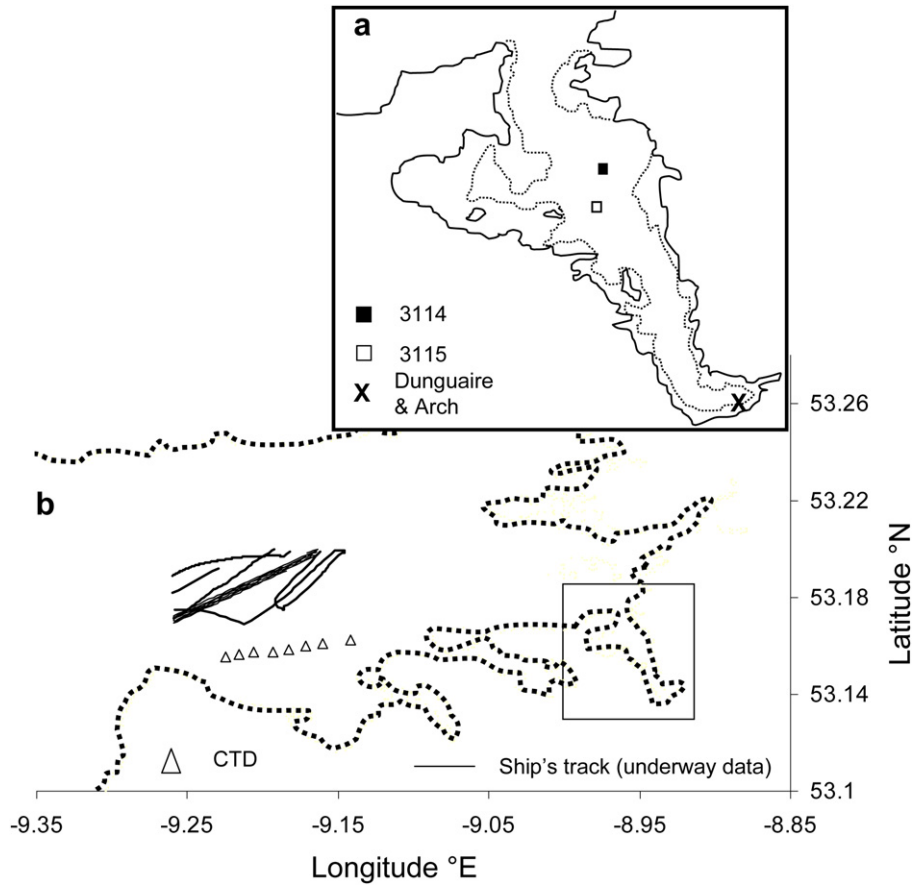 a
3114
3115
X Dunguaire
& Arch
X
53.26
b
53.22
53.18
53.14
53.1
Latitude °N
CTD
Ship's track (underway data)
-9.35 -9.25 -9.15 -9.05 -8.95 -8.85
Longitude °E